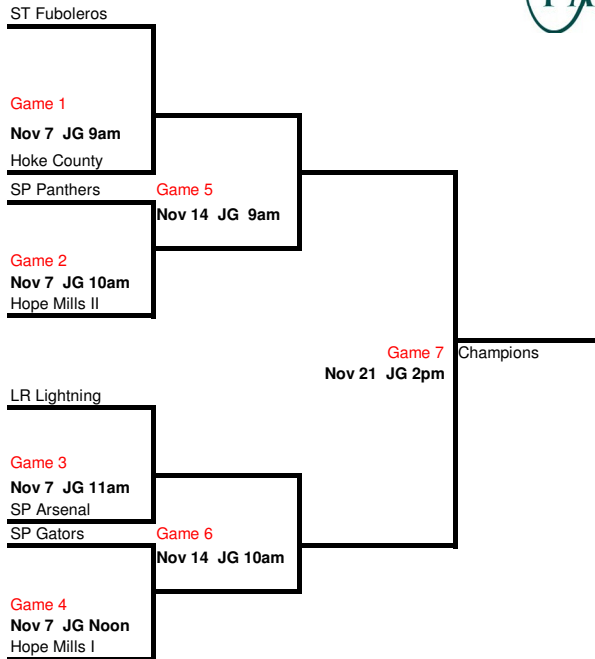 ST Fuboleros
Game 1
Nov 7 JG 9am
Hoke County
SP Panthers
Game 5
Nov 14 JG 9am
Game 2
Nov 7 JG 10am
Hope Mills II
Game 7
Champions
Nov 21 JG 2pm
LR Lightning
Game 3
Nov 7 JG 11am
SP Arsenal
SP Gators
Game 6
Nov 14 JG 10am
Game 4
Nov 7 JG Noon
Hope Mills I